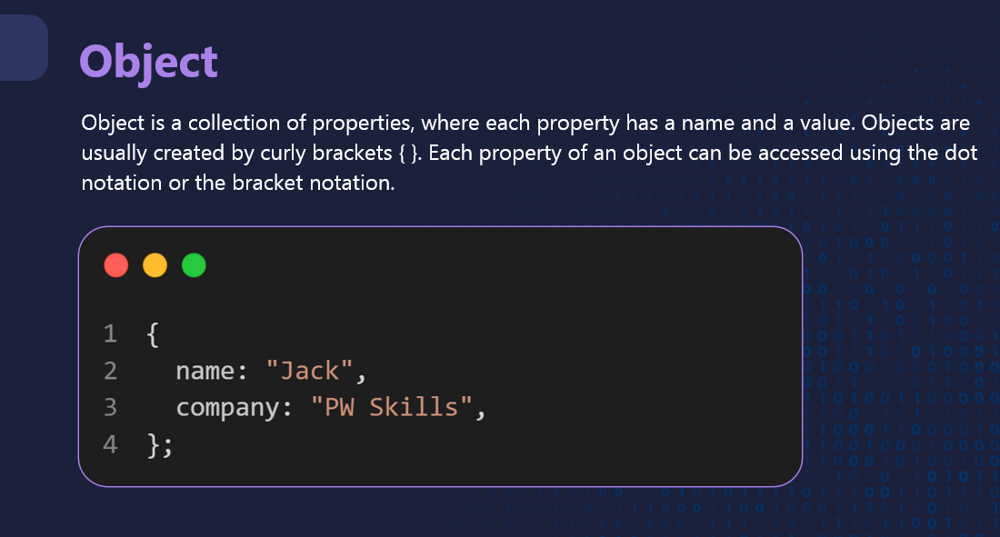 Object
Object is a collection of properties, where each property has a name and a value. Objects are
usually created by curly brackets { }. Each property of an object can be accessed using the dot
notation or the bracket notation.
1 {
2   name: "Jack",
3   company: "PW Skills",
4 };